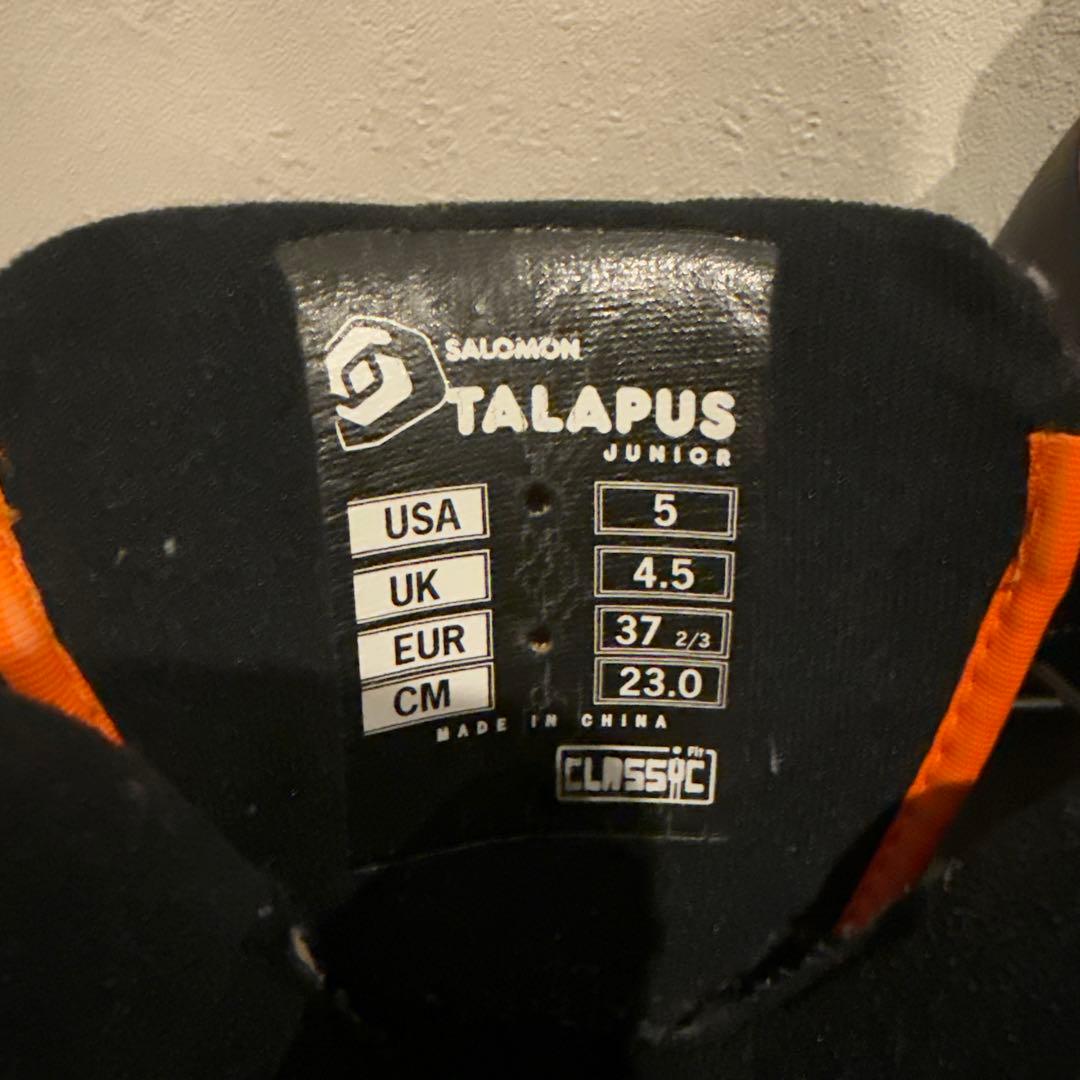 SALOMON
TALAPUS
JUNIOR
USA 5
UK 4.5
EUR 37 2/3
CM 23.0
MADE IN CHINA
Fit
CLASSIC